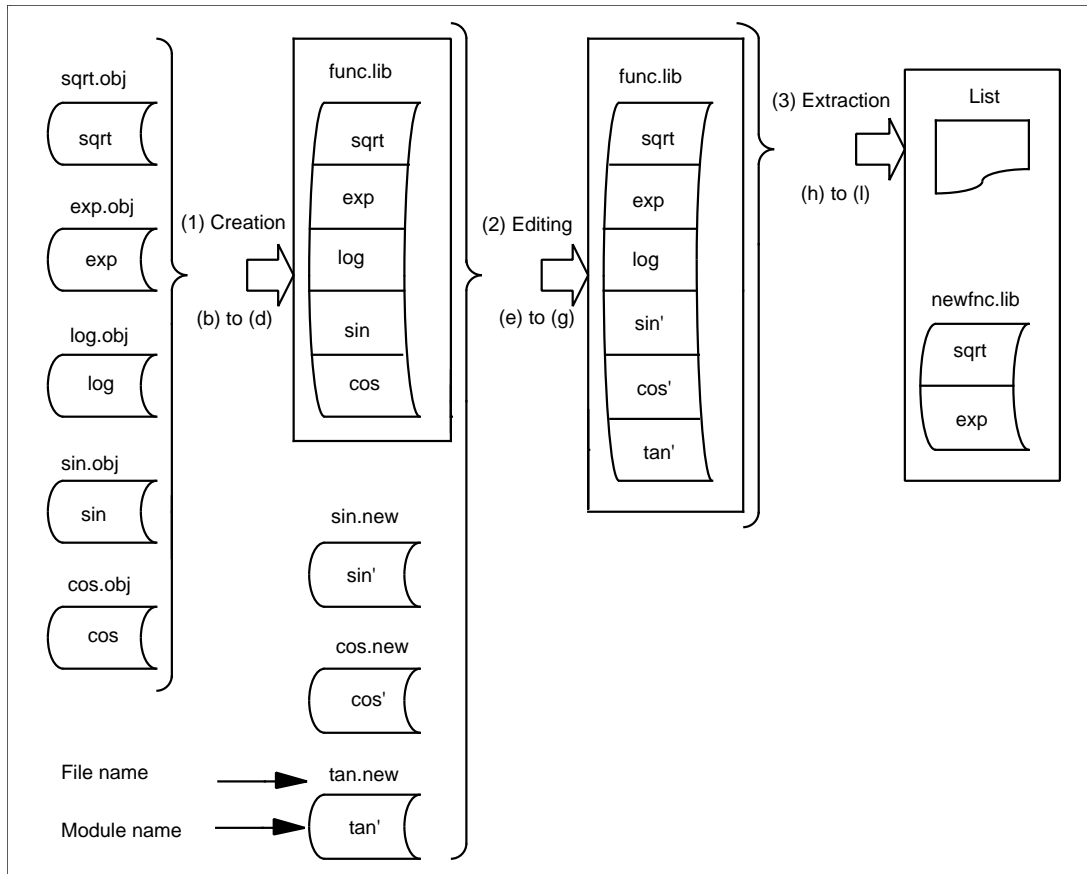 sqrt.obj
sqrt
exp.obj
exp
log.obj
log
sin.obj
sin
cos.obj
cos
(1) Creation
(b) to (d)
func.lib
sqrt
exp
log
sin
cos
sin.new
sin'
cos.new
cos'
File name
tan.new
Module name
tan'
(2) Editing
(e) to (g)
func.lib
sqrt
exp
log
sin'
cos'
tan'
(3) Extraction
(h) to (l)
List
newfnc.lib
sqrt
exp